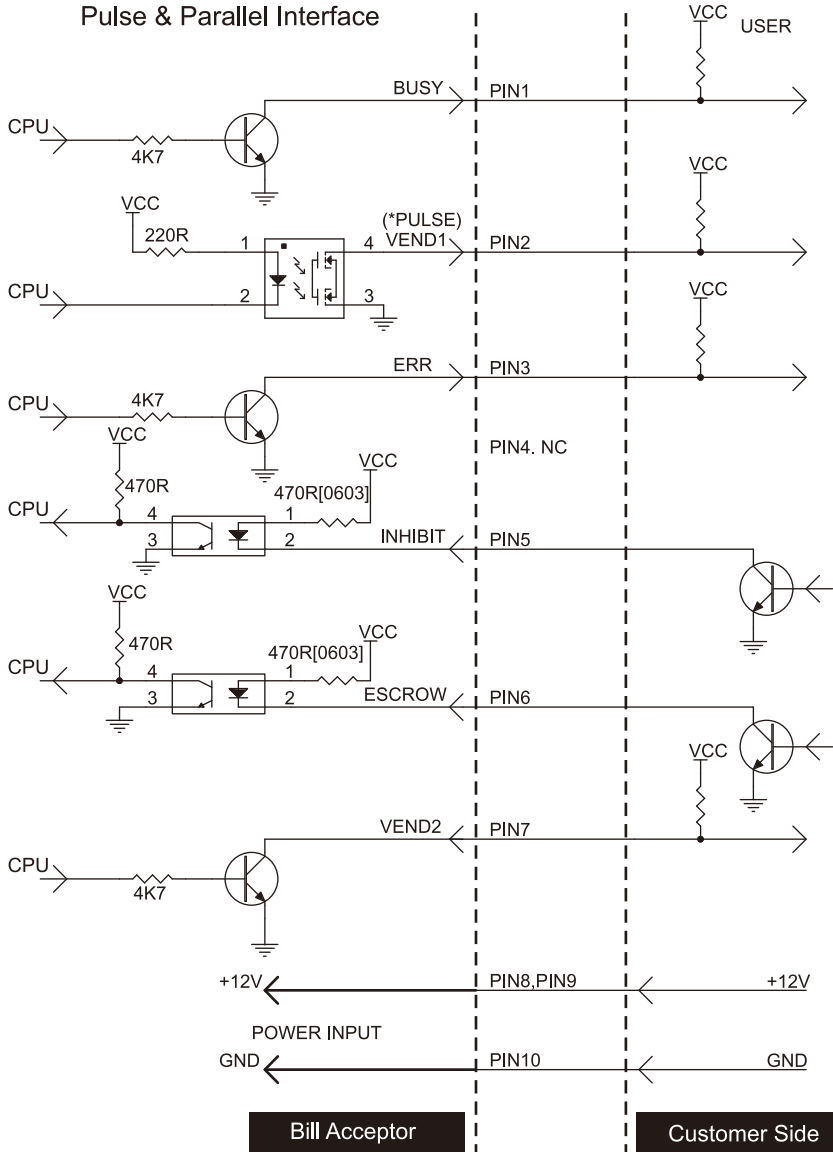 Pulse & Parallel Interface
VCC
USER
BUSY
PIN1
CPU
4K7
VCC
VCC
220R
1
(*PULSE)
4
VEND1
PIN2
CPU
2
3
VCC
ERR
PIN3
CPU
4K7
VCC
PIN4. NC
VCC
470R
470R[0603]
CPU
4
1
3
2
INHIBIT
PIN5
VCC
VCC
470R
470R[0603]
CPU
4
1
3
2
ESCROW
PIN6
VCC
VEND2
PIN7
CPU
4K7
+12V
PIN8,PIN9
+12V
POWER INPUT
GND
PIN10
GND
Bill Acceptor
Customer Side